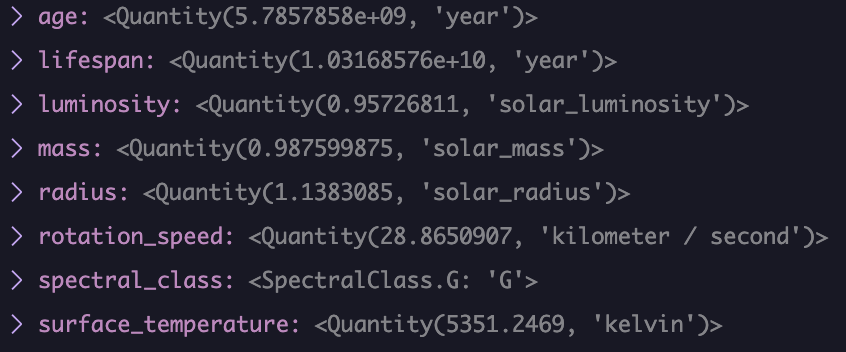 > age: <Quantity(5.7857858e+09, 'year')>
> lifespan: <Quantity(1.03168576e+10, 'year')>
> luminosity: <Quantity(0.95726811, 'solar_luminosity')>
> mass: <Quantity(0.987599875, 'solar_mass')>
> radius: <Quantity(1.1383085, 'solar_radius')>
> rotation_speed: <Quantity(28.8650907, 'kilometer / second')>
> spectral_class: <SpectralClass.G: 'G'>
> surface_temperature: <Quantity(5351.2469, 'kelvin')>